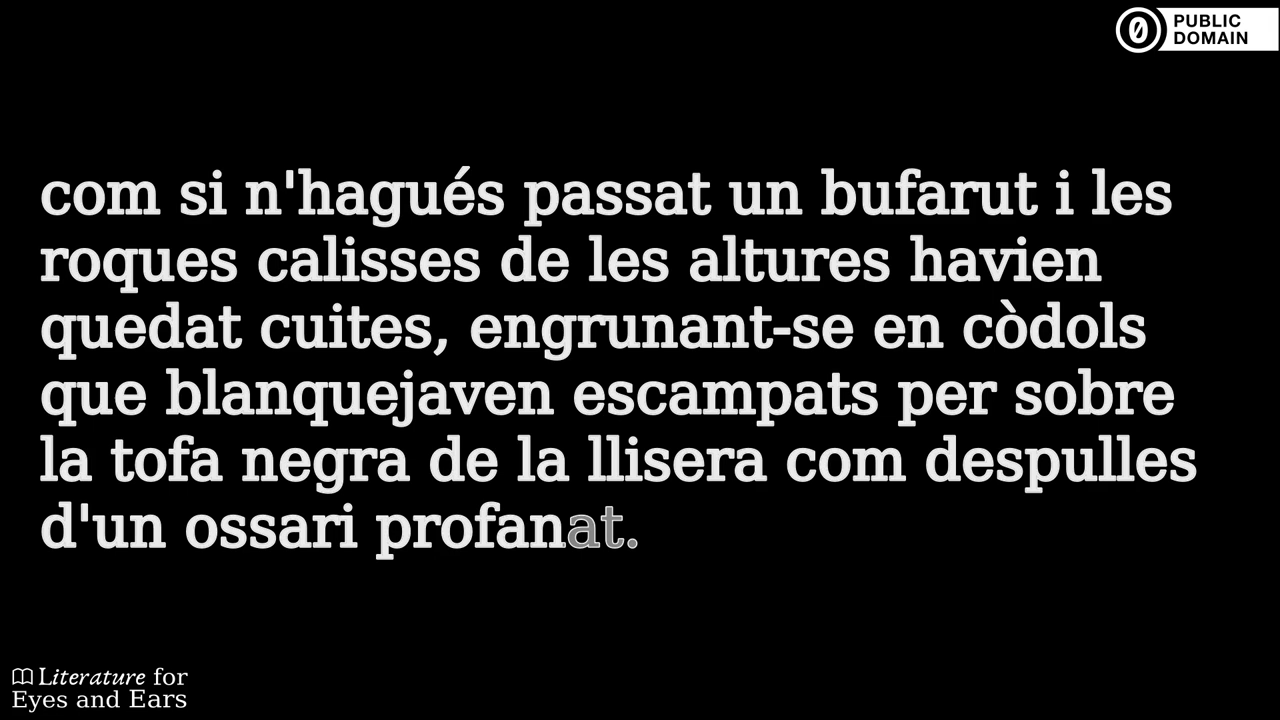 PUBLIC
DOMAIN
com si n'hagués passat un bufarut i les
roques calisses de les altures havien
quedat cuites, engrunant-se en còdols
que blanquejaven escampats per sobre
la tofa negra de la llisera com despulles
d'un ossari profanat.
Literature for
Eyes and Ears